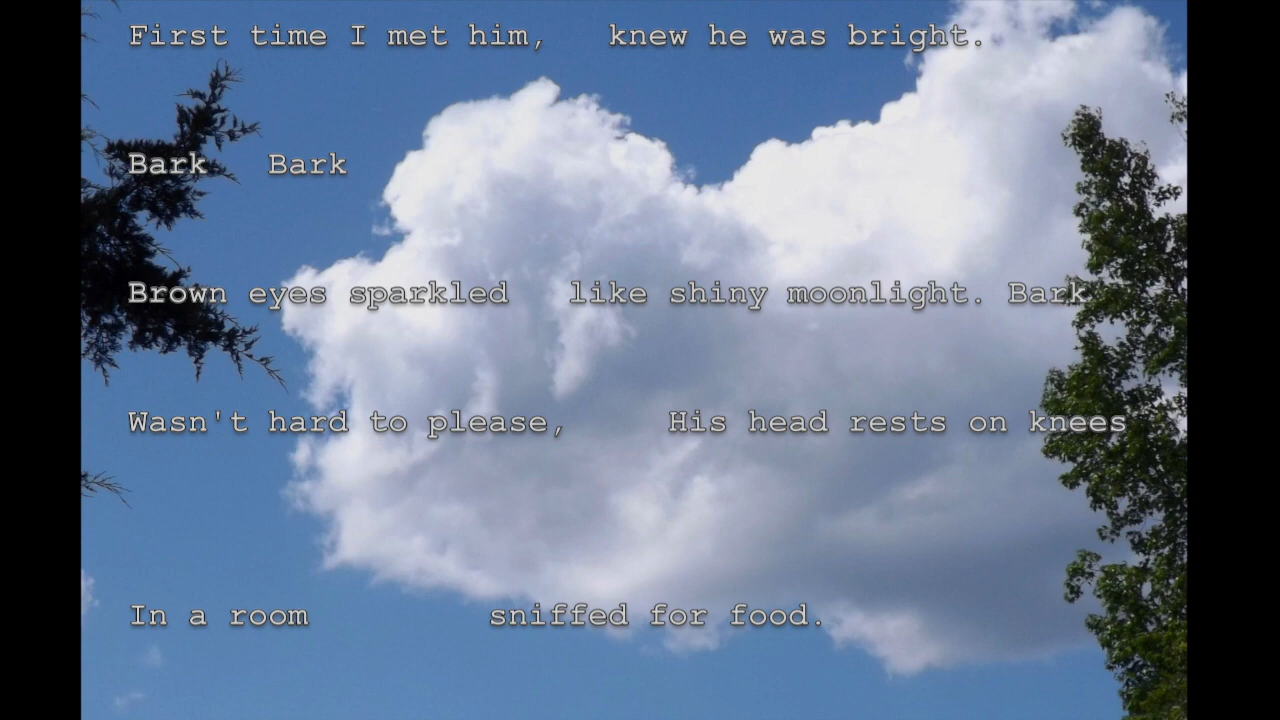 First time I met him, knew he was bright.
Bark Bark
Brown eyes sparkled like shiny moonlight. Bark
Wasn't hard to please, His head rests on knees
In a room sniffed for food.